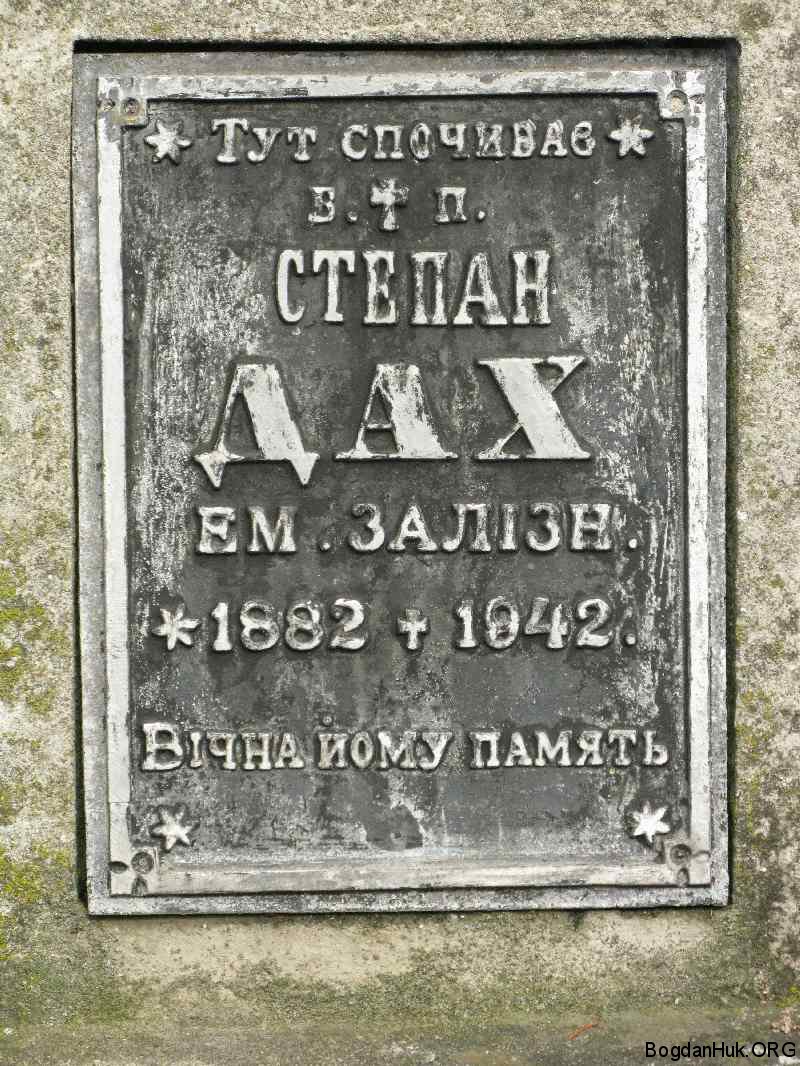 * Тут спочиває *
в. ✝ п.
СТЕПАН
ДАХ
ЕМ. ЗАЛІЗН.
*1882 ✝ 1942.
Вічна йому память
BogdanHuk.ORG